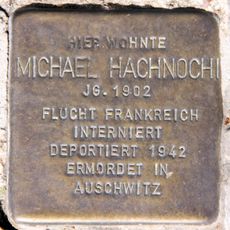 HIER WOHNTE
MICHAEL HACHNOCHI
JG. 1902
FLUCHT FRANKREICH
INTERNIERT
DEPORTIERT 1942
ERMORDET IN
AUSCHWITZ